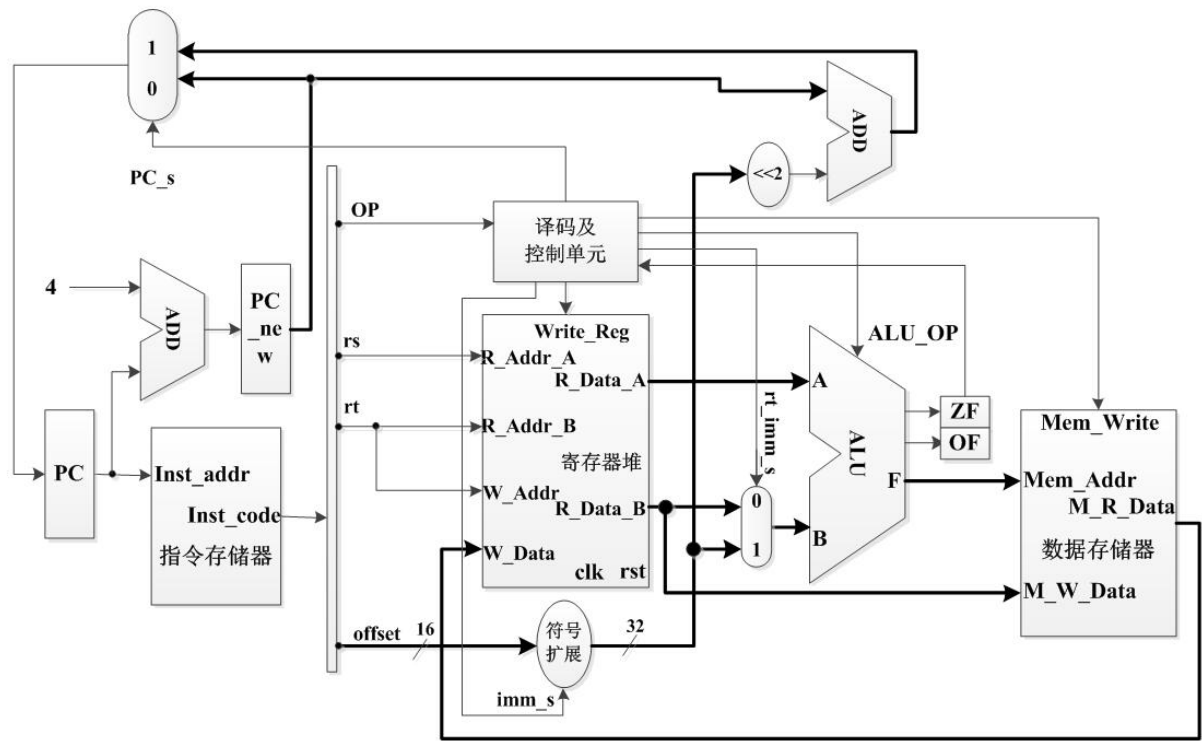 1
0
PC_s
ADD
<<2
OP
译码及
控制单元
4
ADD
PC
_ne
w
Write_Reg
ALU_OP
rs
R_Addr_A
R_Data_A
A
rt
R_Addr_B
rt_imm_s
ZF
OF
Mem_Write
PC
Inst_addr
寄存器堆
ALU
W_Addr
R_Data_B
0
F
Mem_Addr
M_R_Data
Inst_code
指令存储器
W_Data
1
B
数据存储器
clk
rst
M_W_Data
offset
16
符号
扩展
32
imm_s